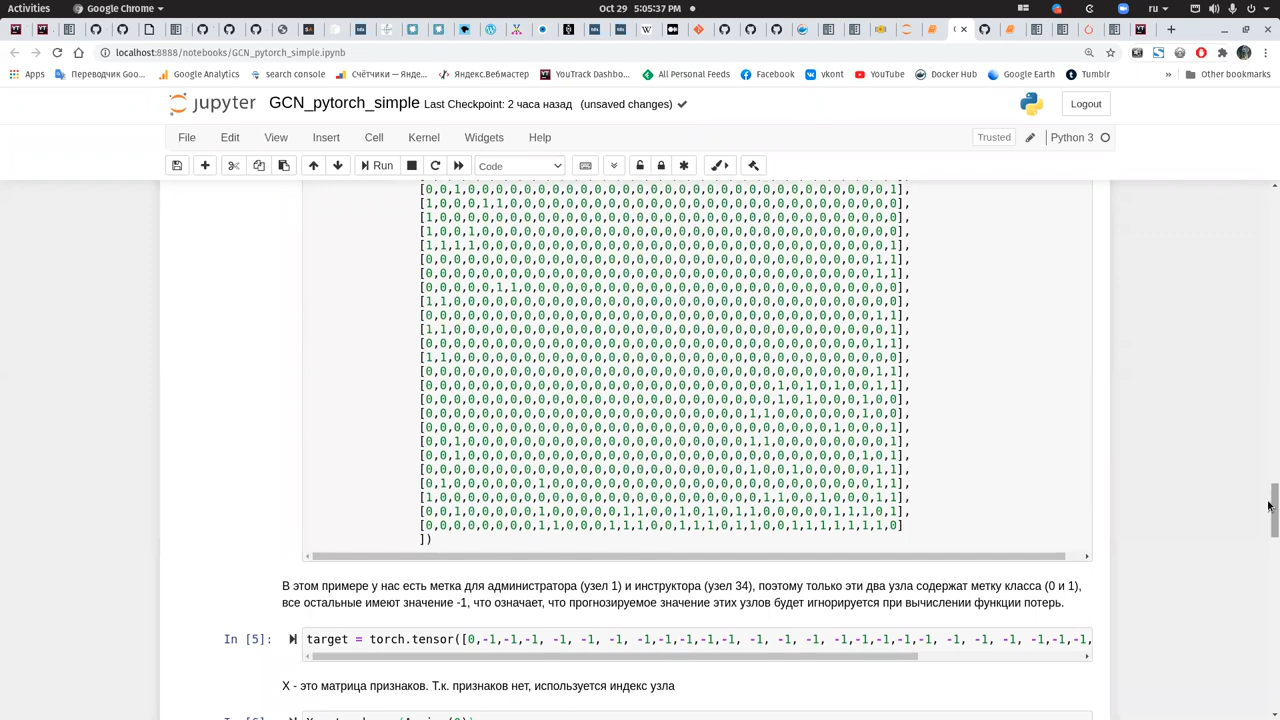 Activities
Google Chrome
Oct 29 5:05:37 PM
ru
localhost:8888/notebooks/GCN_pytorch_simple.ipynb
Apps Переводчик Goo... Google Analytics search console Счётчики — Яндe... Яндекс.Вебмастер YouTrack Dashbo... All Personal Feeds Facebook vkont YouTube Docker Hub Google Earth Tumblr » Other bookmarks
jupyter GCN_pytorch_simple Last Checkpoint: 2 часа назад (unsaved changes) Logout
File Edit View Insert Cell Kernel Widgets Help Trusted Python 3
Run Code
[0,0,1,0,0,0,0,0,0,0,0,0,0,0,0,0,0,0,0,0,0,0,0,0,0,0,0,0,0,0,0,0,0,1],
[1,0,0,0,1,1,0,0,0,0,0,0,0,0,0,0,0,0,0,0,0,0,0,0,0,0,0,0,0,0,0,0,0,0],
[1,0,0,0,0,0,0,0,0,0,0,0,0,0,0,0,0,0,0,0,0,0,0,0,0,0,0,0,0,0,0,0,0,0],
[1,0,0,1,0,0,0,0,0,0,0,0,0,0,0,0,0,0,0,0,0,0,0,0,0,0,0,0,0,0,0,0,0,0],
[1,1,1,1,0,0,0,0,0,0,0,0,0,0,0,0,0,0,0,0,0,0,0,0,0,0,0,0,0,0,0,0,0,1],
[0,0,0,0,0,0,0,0,0,0,0,0,0,0,0,0,0,0,0,0,0,0,0,0,0,0,0,0,0,0,0,0,1,1],
[0,0,0,0,0,0,0,0,0,0,0,0,0,0,0,0,0,0,0,0,0,0,0,0,0,0,0,0,0,0,0,0,1,1],
[0,0,0,0,0,1,1,0,0,0,0,0,0,0,0,0,0,0,0,0,0,0,0,0,0,0,0,0,0,0,0,0,0,0],
[1,1,0,0,0,0,0,0,0,0,0,0,0,0,0,0,0,0,0,0,0,0,0,0,0,0,0,0,0,0,0,0,0,0],
[0,0,0,0,0,0,0,0,0,0,0,0,0,0,0,0,0,0,0,0,0,0,0,0,0,0,0,0,0,0,0,0,1,1],
[1,1,0,0,0,0,0,0,0,0,0,0,0,0,0,0,0,0,0,0,0,0,0,0,0,0,0,0,0,0,0,0,0,1],
[0,0,0,0,0,0,0,0,0,0,0,0,0,0,0,0,0,0,0,0,0,0,0,0,0,0,0,0,0,0,0,0,1,1],
[1,1,0,0,0,0,0,0,0,0,0,0,0,0,0,0,0,0,0,0,0,0,0,0,0,0,0,0,0,0,0,0,0,0],
[0,0,0,0,0,0,0,0,0,0,0,0,0,0,0,0,0,0,0,0,0,0,0,0,0,0,0,0,0,0,0,0,1,1],
[0,0,0,0,0,0,0,0,0,0,0,0,0,0,0,0,0,0,0,0,0,0,0,0,0,1,0,1,0,1,0,0,1,1],
[0,0,0,0,0,0,0,0,0,0,0,0,0,0,0,0,0,0,0,0,0,0,0,0,0,1,0,1,0,0,0,1,0,0],
[0,0,0,0,0,0,0,0,0,0,0,0,0,0,0,0,0,0,0,0,0,0,0,1,1,0,0,0,0,0,0,1,0,0],
[0,0,0,0,0,0,0,0,0,0,0,0,0,0,0,0,0,0,0,0,0,0,0,0,0,0,0,0,0,1,0,0,0,1],
[0,0,1,0,0,0,0,0,0,0,0,0,0,0,0,0,0,0,0,0,0,0,0,1,1,0,0,0,0,0,0,0,0,1],
[0,0,1,0,0,0,0,0,0,0,0,0,0,0,0,0,0,0,0,0,0,0,0,0,0,0,0,0,0,0,0,1,0,1],
[0,0,0,0,0,0,0,0,0,0,0,0,0,0,0,0,0,0,0,0,0,0,0,1,0,0,1,0,0,0,0,0,1,1],
[0,1,0,0,0,0,0,0,1,0,0,0,0,0,0,0,0,0,0,0,0,0,0,0,0,0,0,0,0,0,0,0,1,1],
[1,0,0,0,0,0,0,0,0,0,0,0,0,0,0,0,0,0,0,0,0,0,0,0,1,1,0,0,1,0,0,0,1,1],
[0,0,1,0,0,0,0,0,1,0,0,0,0,0,1,1,0,0,1,0,1,0,1,1,0,0,0,0,0,1,1,1,0,1],
[0,0,0,0,0,0,0,0,1,1,0,0,0,1,1,1,0,0,1,1,1,0,1,1,0,0,1,1,1,1,1,1,1,0]
])
В этом примере у нас есть метка для администратора (узел 1) и инструктора (узел 34), поэтому только эти два узла содержат метку класса (0 и 1),
все остальные имеют значение -1, что означает, что прогнозируемое значение этих узлов будет игнорируется при вычислении функции потерь.
In [5]: target = torch.tensor([0,-1,-1,-1, -1, -1, -1, -1,-1,-1,-1,-1, -1, -1, -1, -1, -1,-1,-1,-1,-1, -1, -1, -1, -1, -1,-1,-1,
X - это матрица признаков. Т.к. признаков нет, используется индекс узла